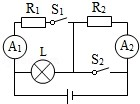 R₁ S₁ R₂
A₁ L S₂ A₂